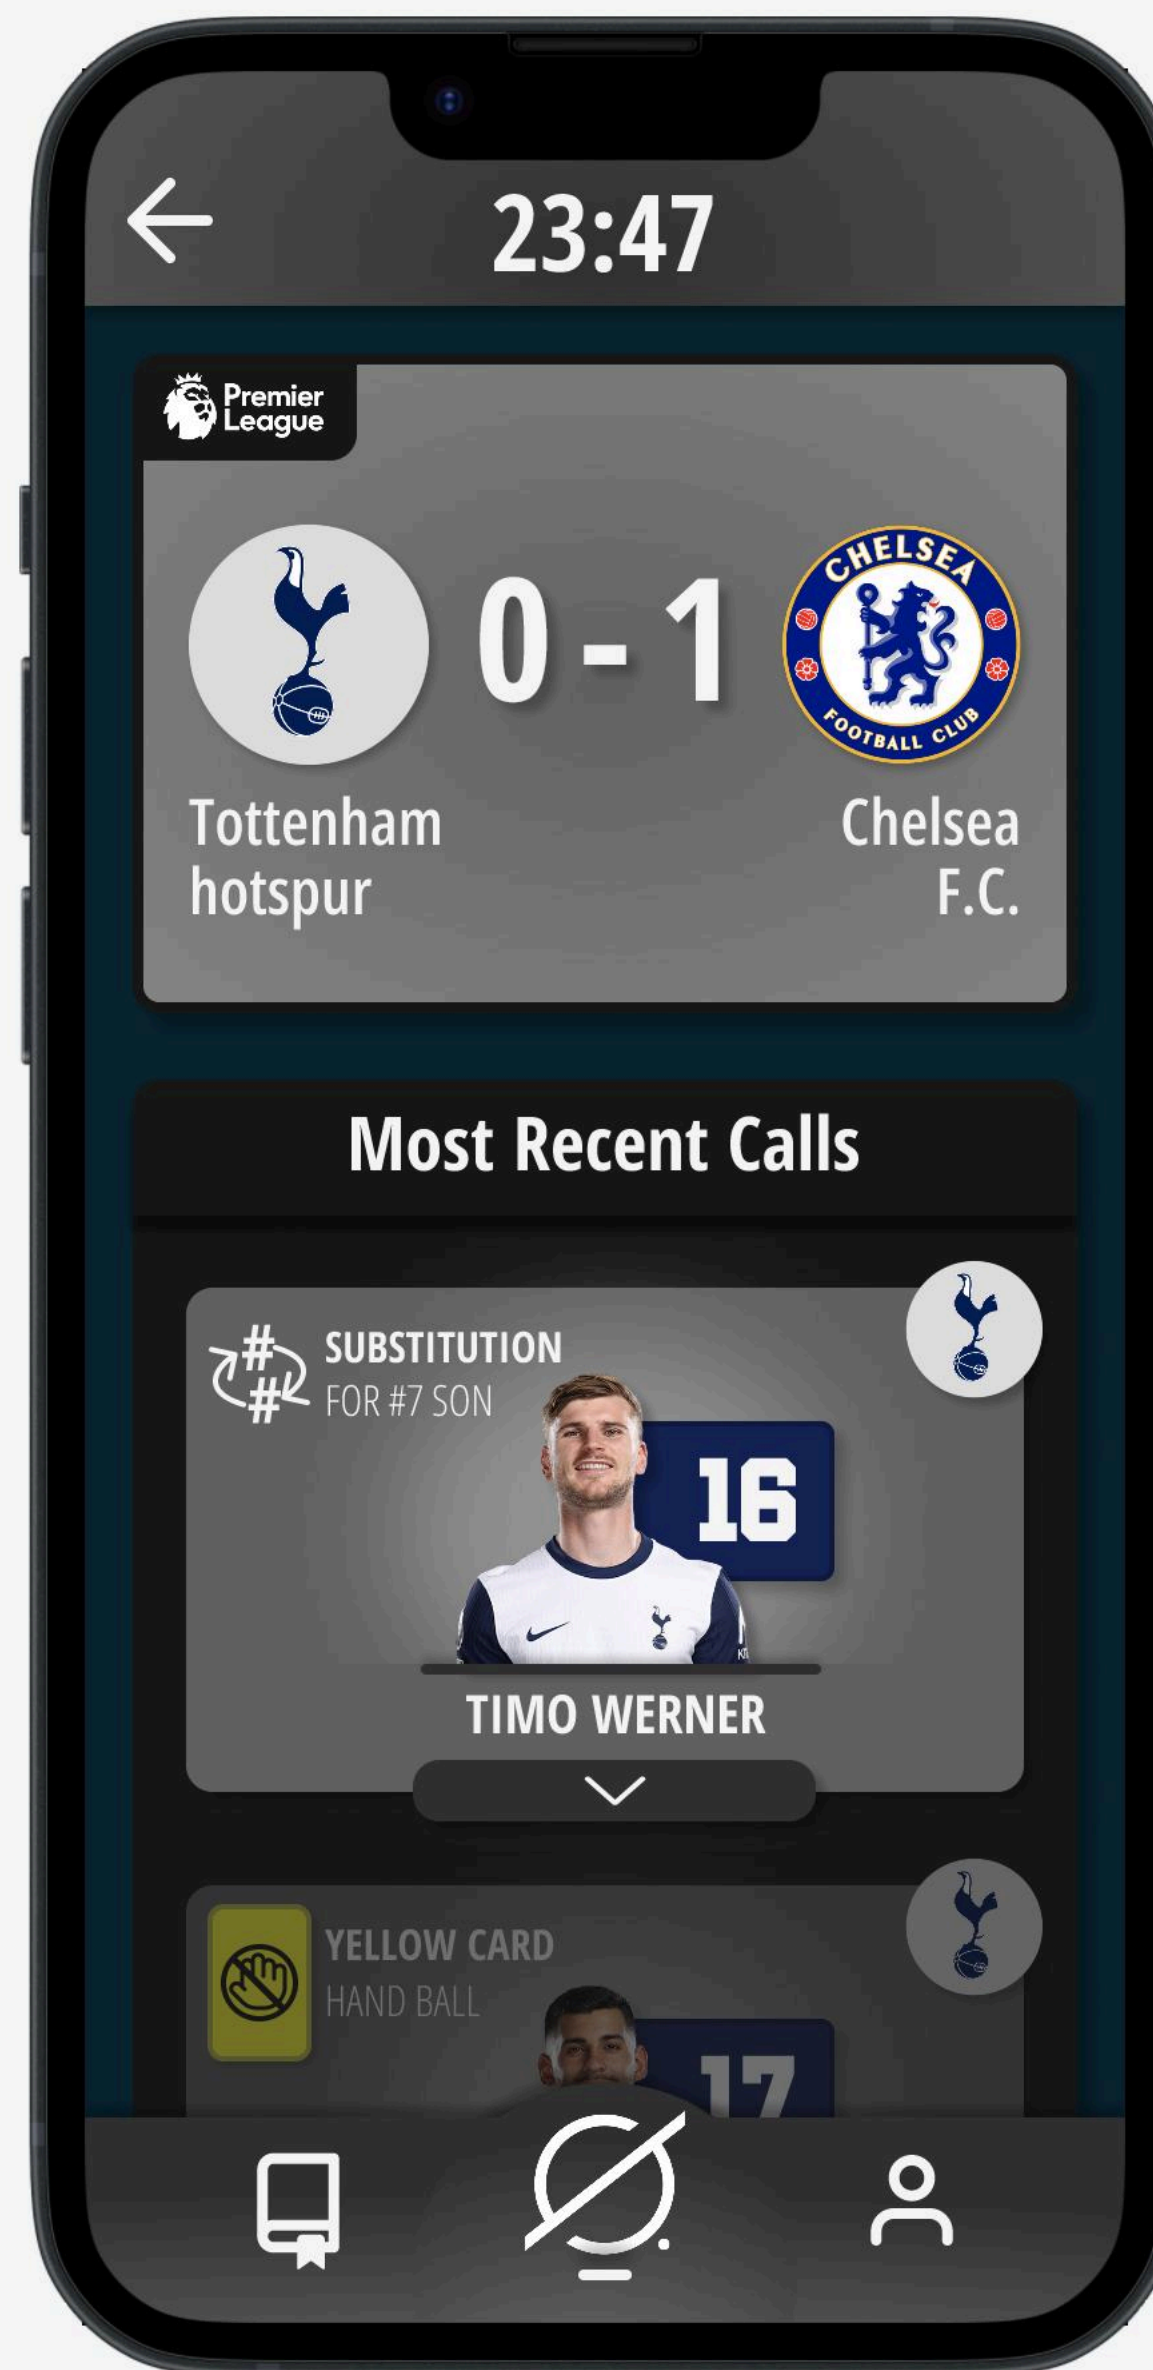 23:47
Premier
League
CHELSEA
FOOTBALL CLUB
0 - 1
Tottenham
hotspur
Chelsea
F.C.
Most Recent Calls
SUBSTITUTION
FOR #7 SON
16
TIMO WERNER
YELLOW CARD
HAND BALL
17